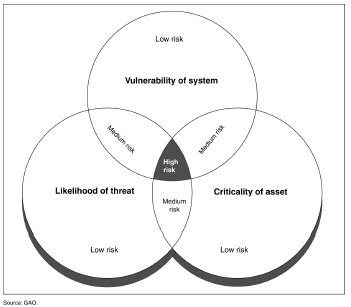 Low risk
Vulnerability of system
Medium risk
Medium risk
High
risk
Likelihood of threat
Criticality of asset
Medium
risk
Low risk
Low risk
Source: GAO.